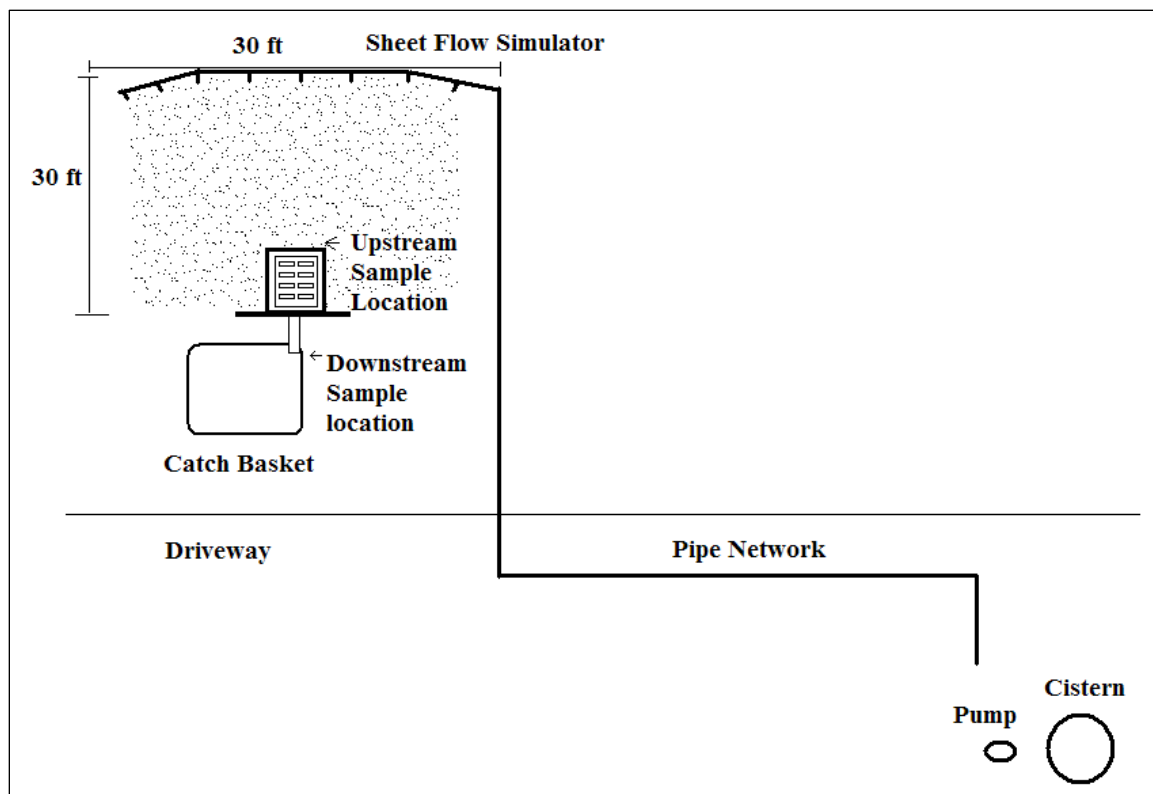 30 ft
Sheet Flow Simulator
30 ft
Upstream
Sample
Location
Downstream
Sample
location
Catch Basket
Driveway
Pipe Network
Cistern
Pump